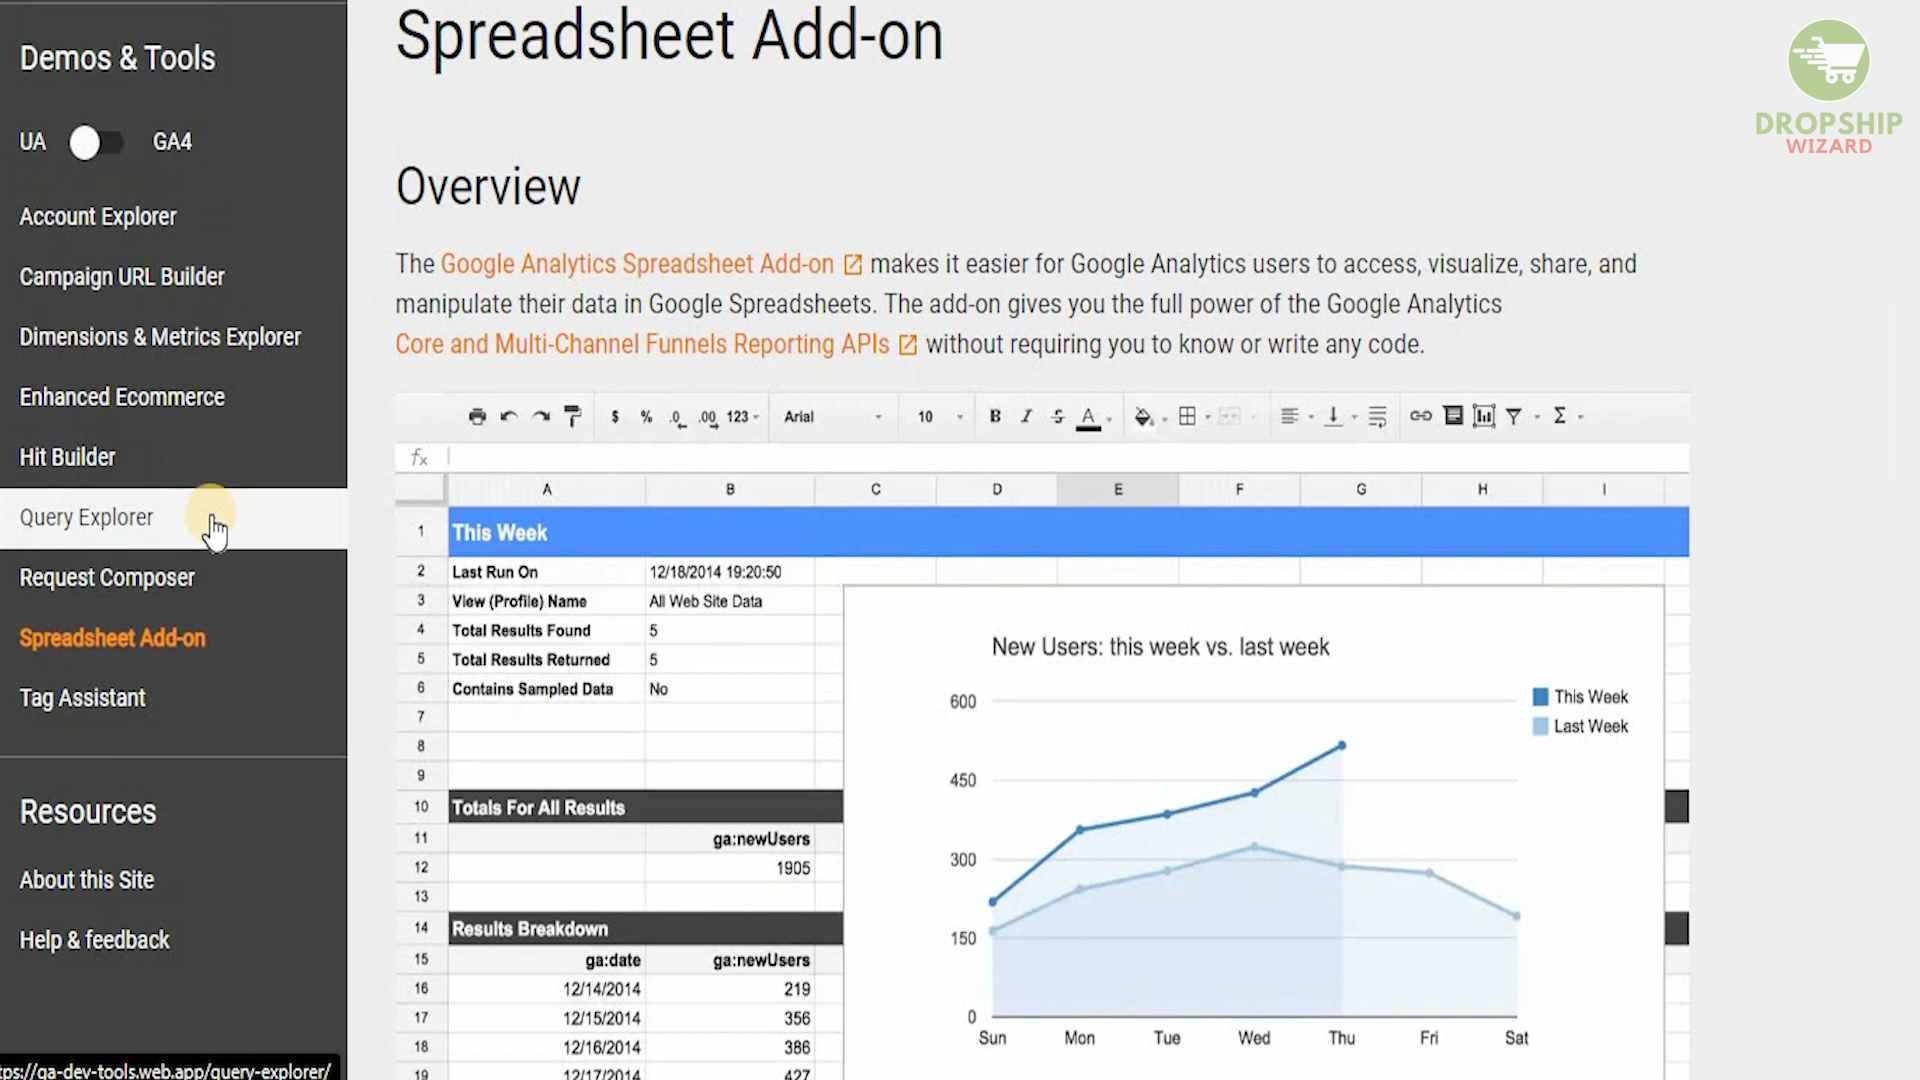 Spreadsheet Add-on
DROPSHIP
WIZARD
Demos & Tools
UA GA4
Account Explorer
Campaign URL Builder
Dimensions & Metrics Explorer
Enhanced Ecommerce
Hit Builder
Query Explorer
Request Composer
Spreadsheet Add-on
Tag Assistant
Resources
About this Site
Help & feedback
tps://ga-dev-tools.web.app/query-explorer/
Overview
The Google Analytics Spreadsheet Add-on makes it easier for Google Analytics users to access, visualize, share, and
manipulate their data in Google Spreadsheets. The add-on gives you the full power of the Google Analytics
Core and Multi-Channel Funnels Reporting APIs without requiring you to know or write any code.
$ % .0 .00 123 Arial 10 B I S A Σ
fx
A B C D E F G H I
1 This Week
2 Last Run On 12/18/2014 19:20:50
3 View (Profile) Name All Web Site Data
4 Total Results Found 5
5 Total Results Returned 5
6 Contains Sampled Data No
7
8
9
10 Totals For All Results
11 ga:newUsers
12 1905
13
14 Results Breakdown
15 ga:date ga:newUsers
16 12/14/2014 219
17 12/15/2014 356
18 12/16/2014 386
19 12/17/2014 427
New Users: this week vs. last week
This Week
Last Week
600
450
300
150
0
Sun Mon Tue Wed Thu Fri Sat